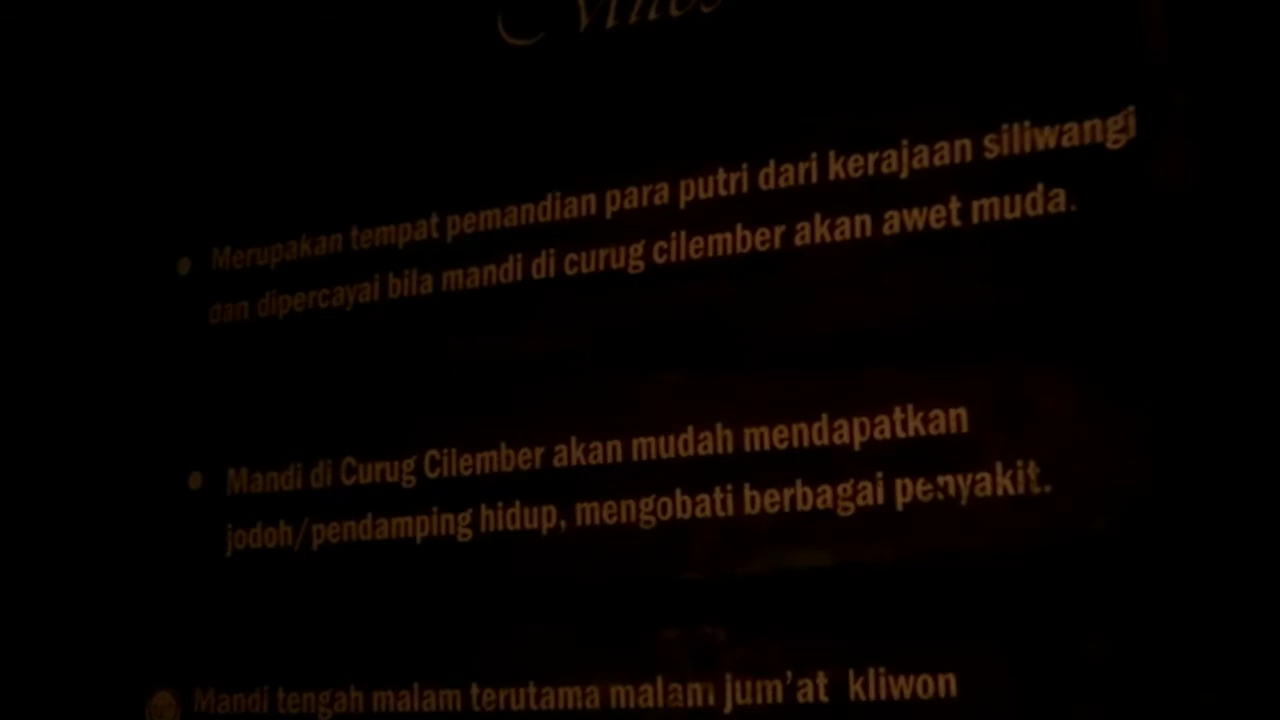 Mitos
Merupakan tempat pemandian para putri dari kerajaan siliwangi
dan dipercayai bila mandi di curug cilember akan awet muda.
Mandi di Curug Cilember akan mudah mendapatkan
jodoh/pendamping hidup, mengobati berbagai penyakit.
Mandi tengah malam terutama malam jum'at kliwon